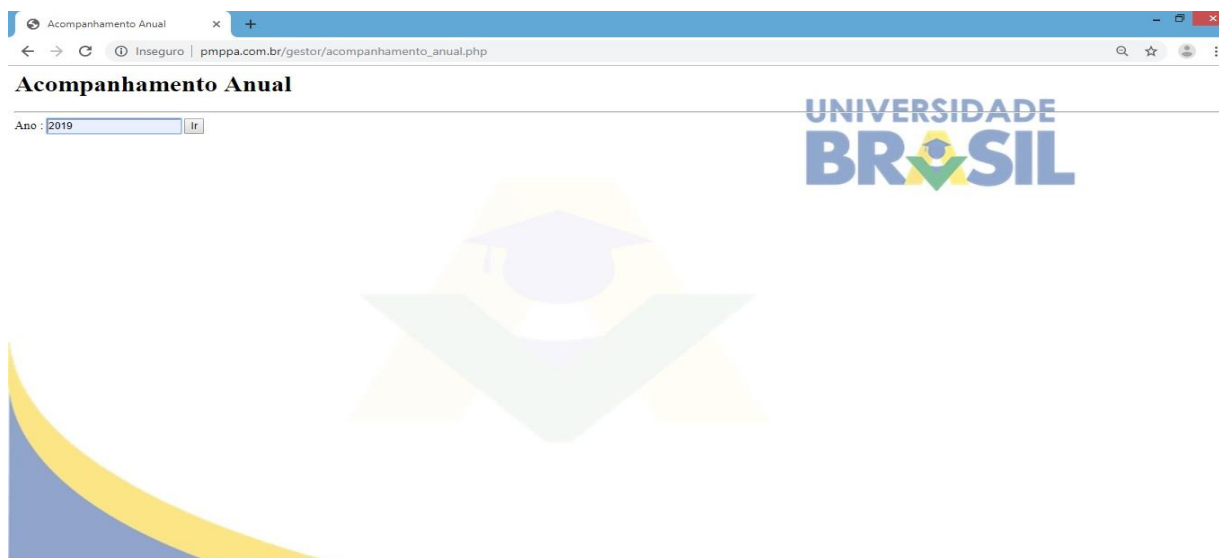 Acompanhamento Anual
Inseguro | pmppa.com.br/gestor/acompanhamento_anual.php
Acompanhamento Anual
UNIVERSIDADE
BRASIL
Ano : 2019 Ir